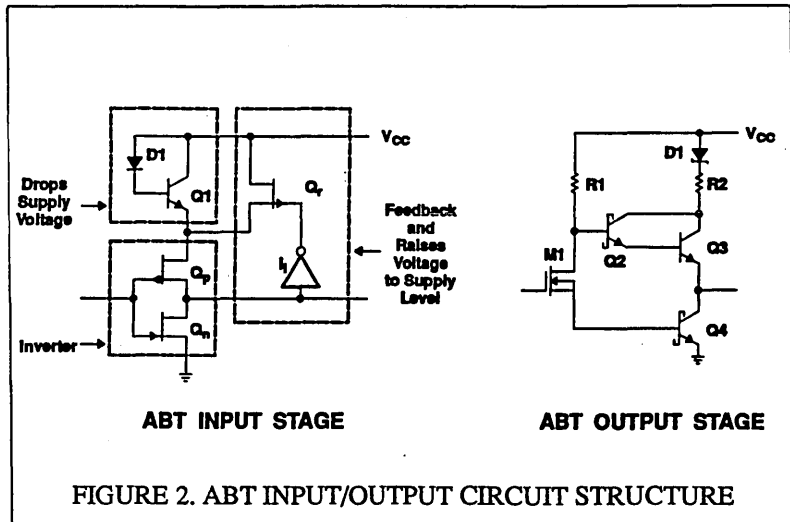 VCC
D1
Q1
Qr
Drops
Supply
Voltage
Feedback
and
Raises
Voltage
to Supply
Level
Qp
II
Qn
Inverter
ABT INPUT STAGE
VCC
D1
R1
R2
M1
Q2
Q3
Q4
ABT OUTPUT STAGE
FIGURE 2. ABT INPUT/OUTPUT CIRCUIT STRUCTURE